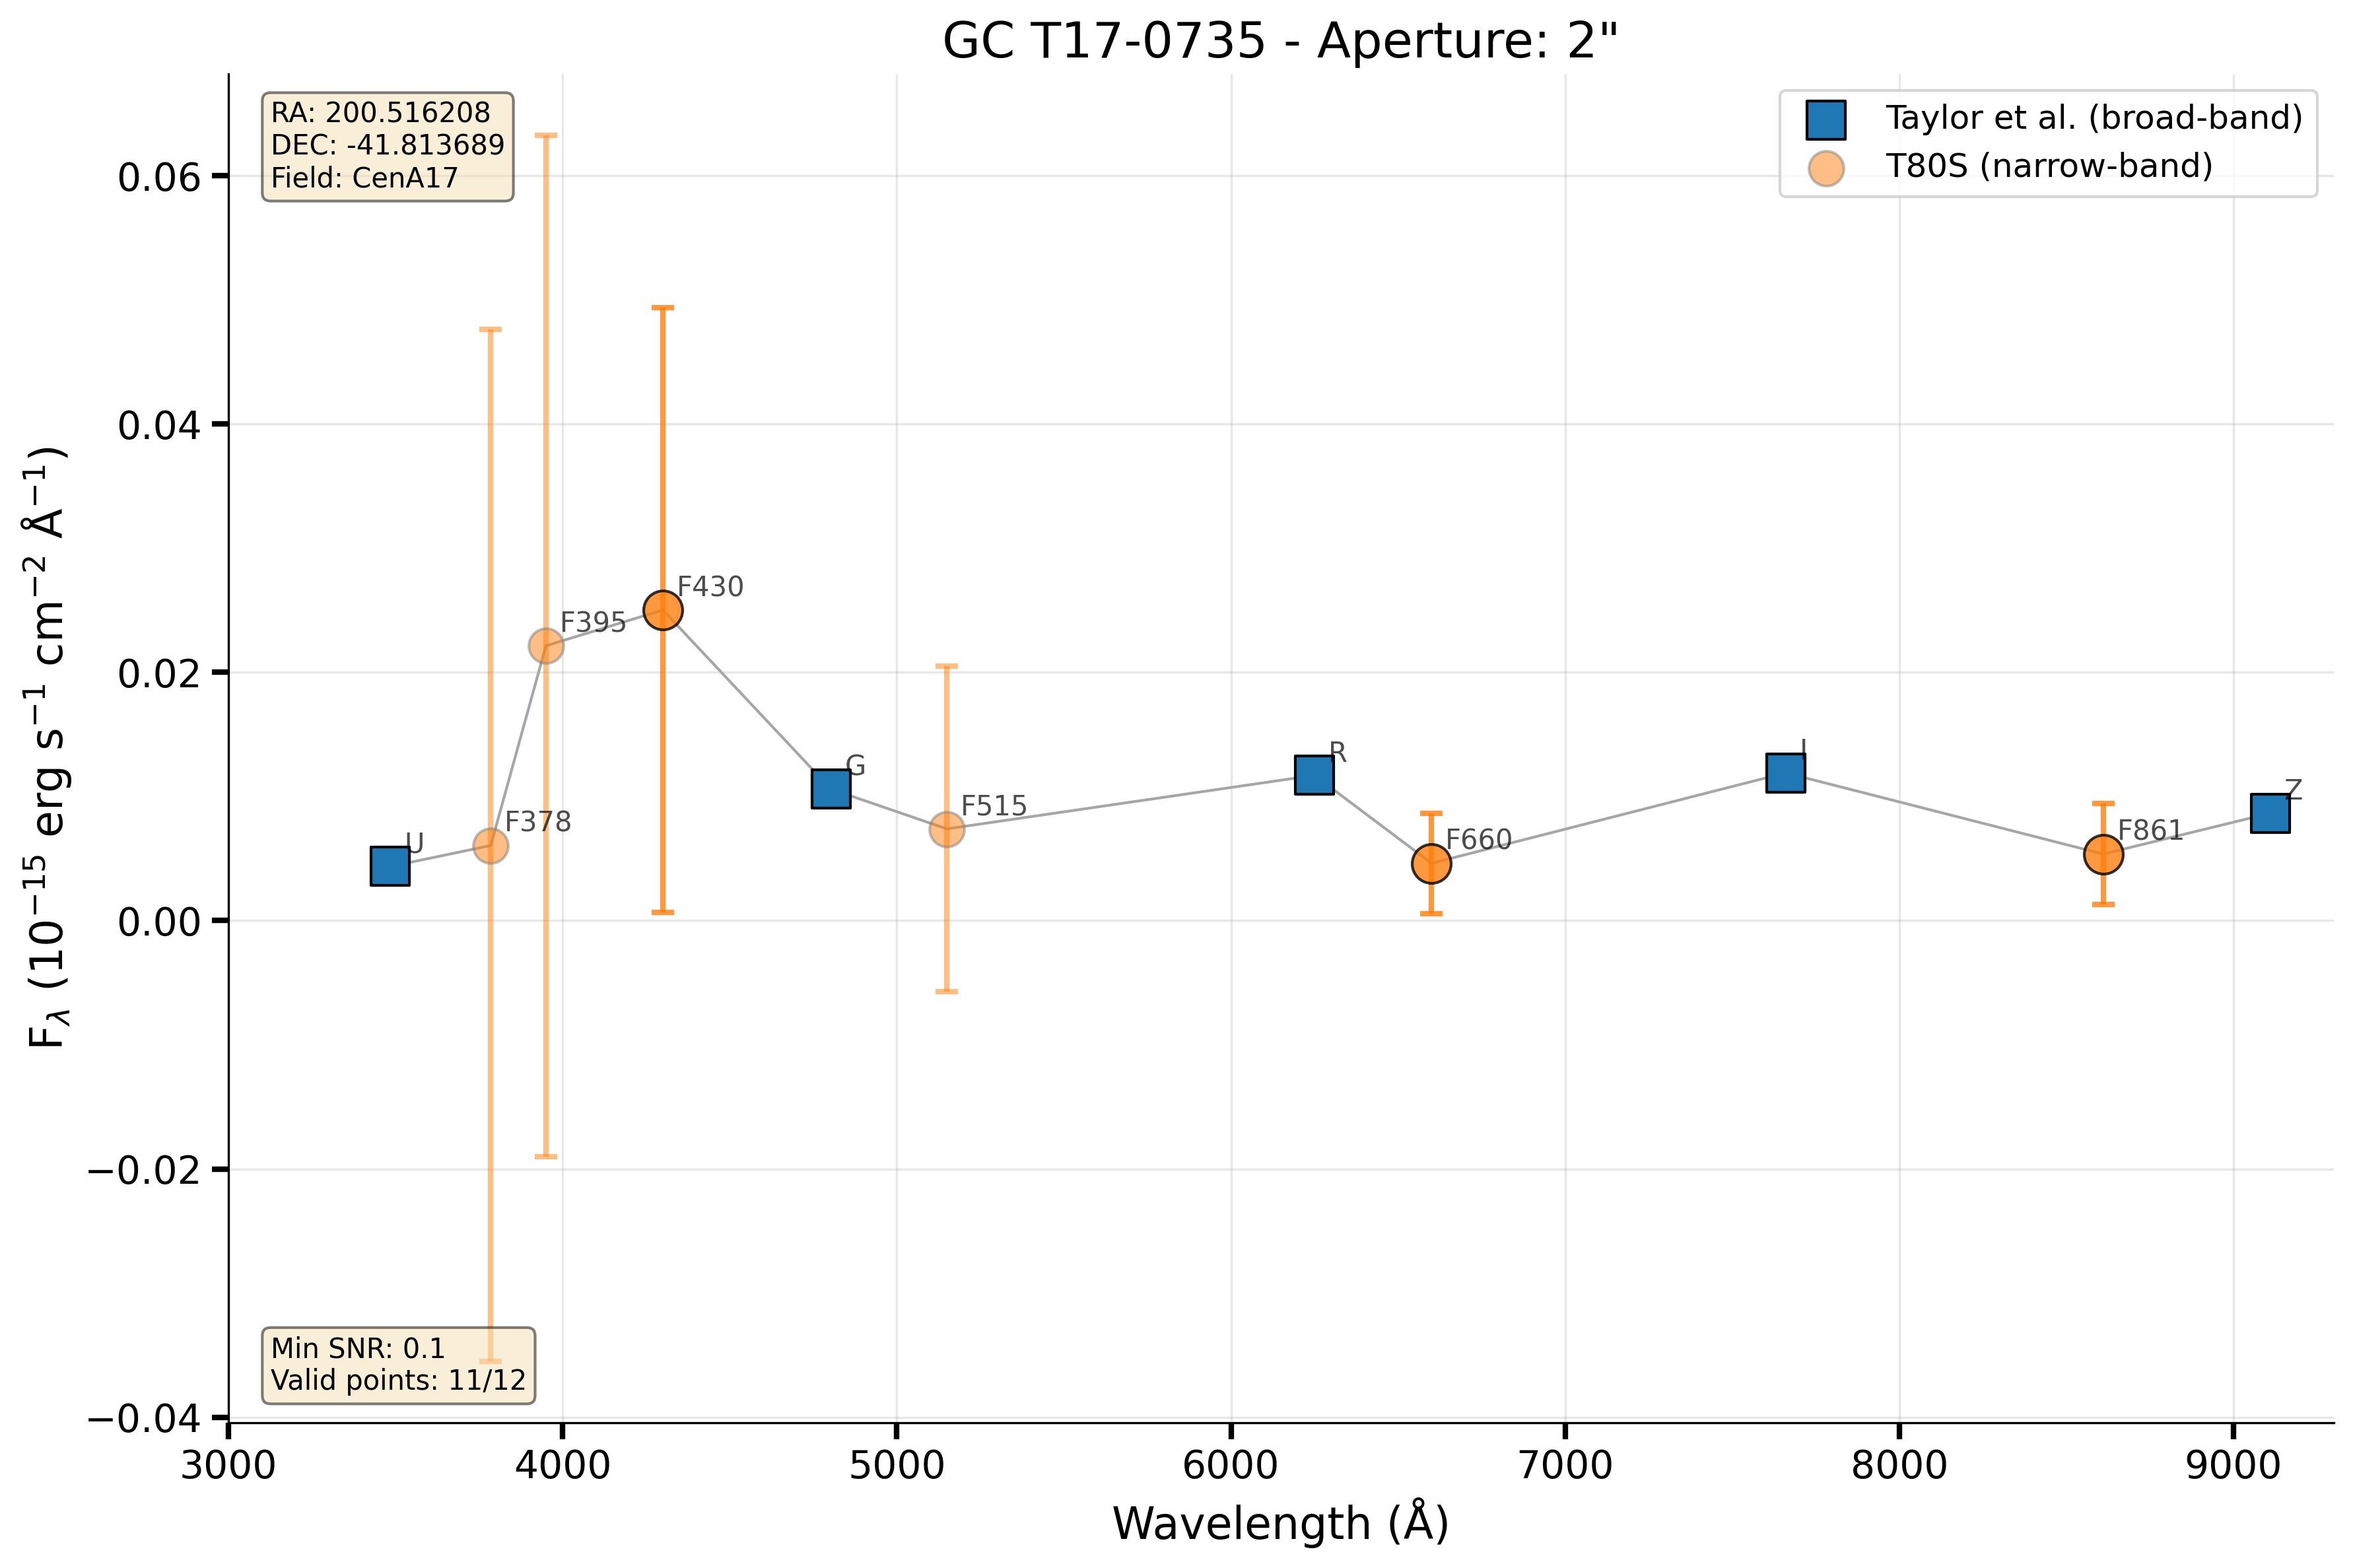 GC T17-0735 - Aperture: 2"
RA: 200.516208
DEC: -41.813689
Field: CenA17
Taylor et al. (broad-band)
T80S (narrow-band)
0.06
0.04
0.02
0.00
−0.02
−0.04
F_λ (10⁻¹⁵ erg s⁻¹ cm⁻² Å⁻¹)
U
F378
F395
F430
G
F515
R
F660
I
F861
Z
Min SNR: 0.1
Valid points: 11/12
3000 4000 5000 6000 7000 8000 9000
Wavelength (Å)